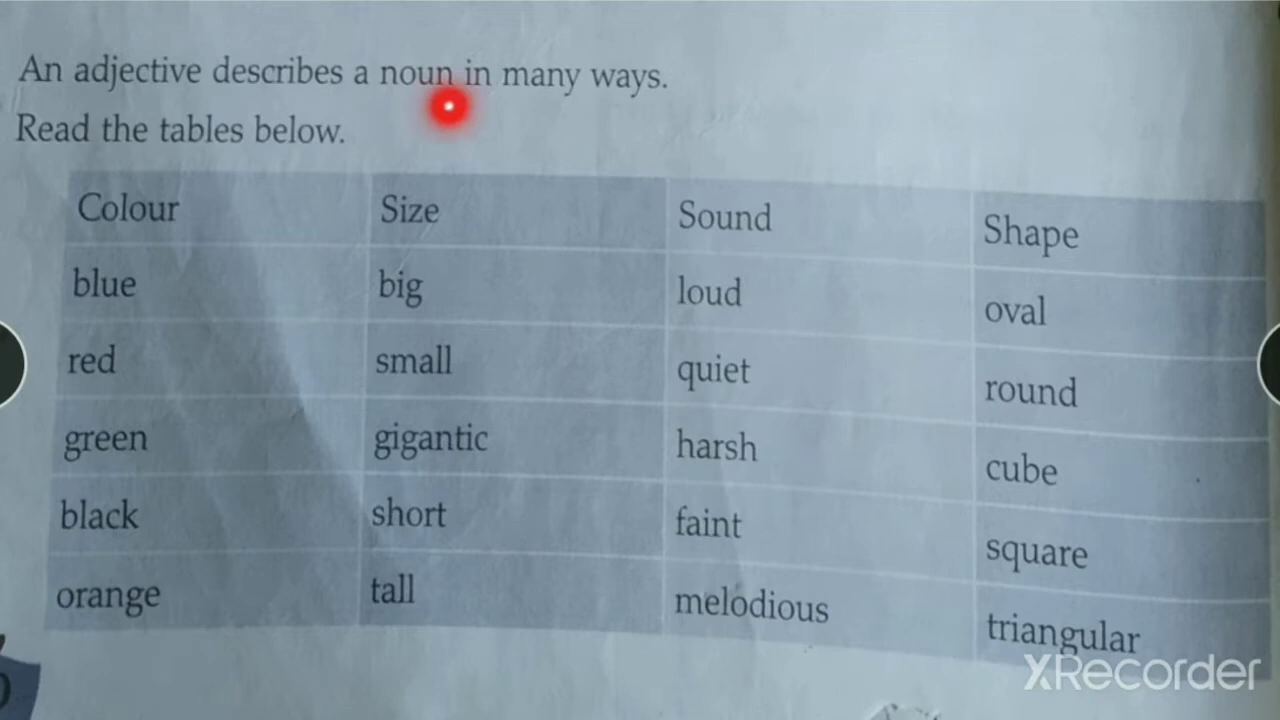 An adjective describes a noun in many ways.
Read the tables below.
Colour Size Sound Shape
blue big loud oval
red small quiet round
green gigantic harsh cube
black short faint square
orange tall melodious triangular
XRecorder